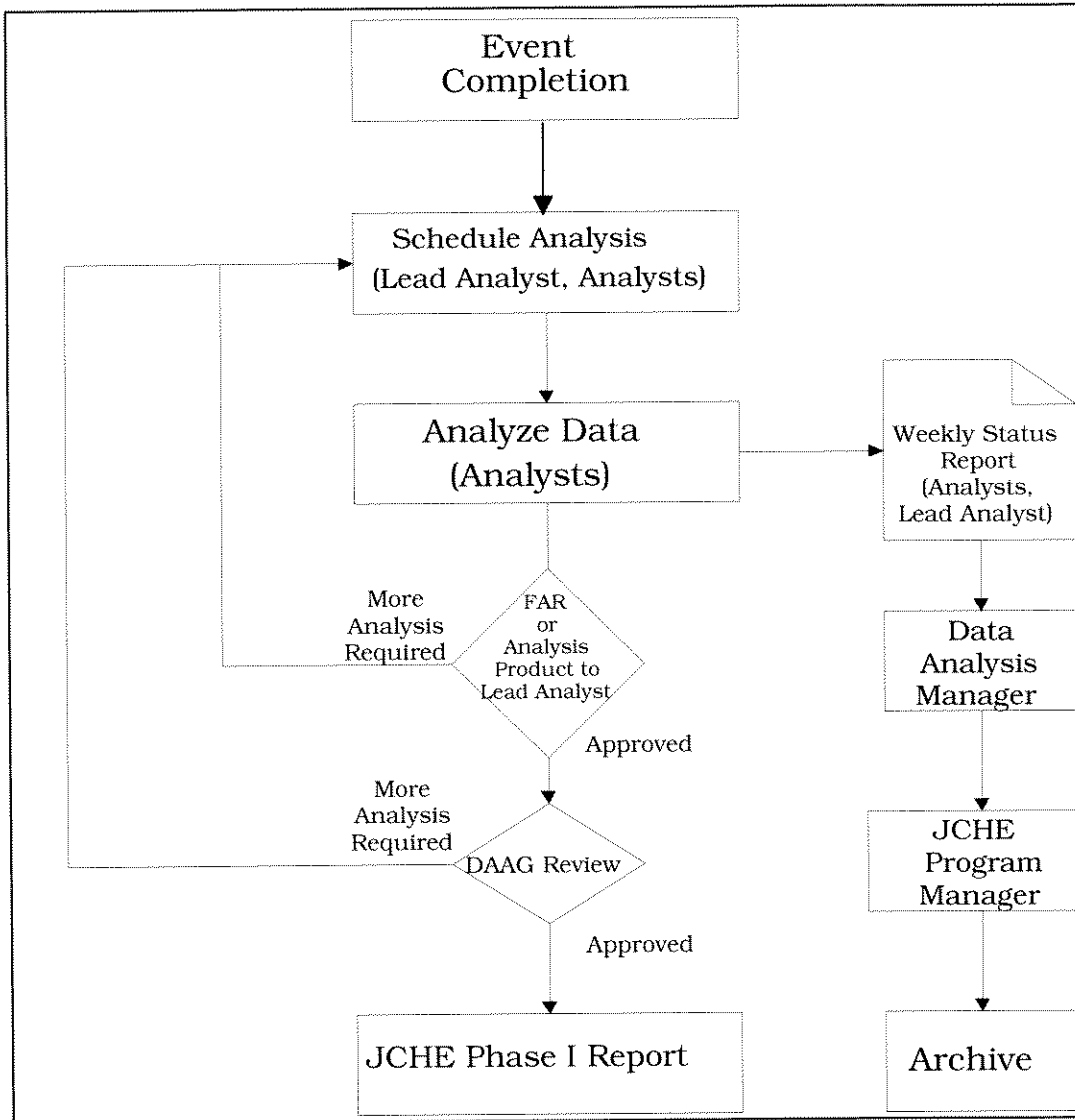 Event
Completion
Schedule Analysis
(Lead Analyst, Analysts)
Analyze Data
(Analysts)
Weekly Status
Report
(Analysts,
Lead Analyst)
More
Analysis
Required
FAR
or
Analysis
Product to
Lead Analyst
Data
Analysis
Manager
Approved
More
Analysis
Required
DAAG Review
JCHE
Program
Manager
Approved
JCHE Phase I Report
Archive